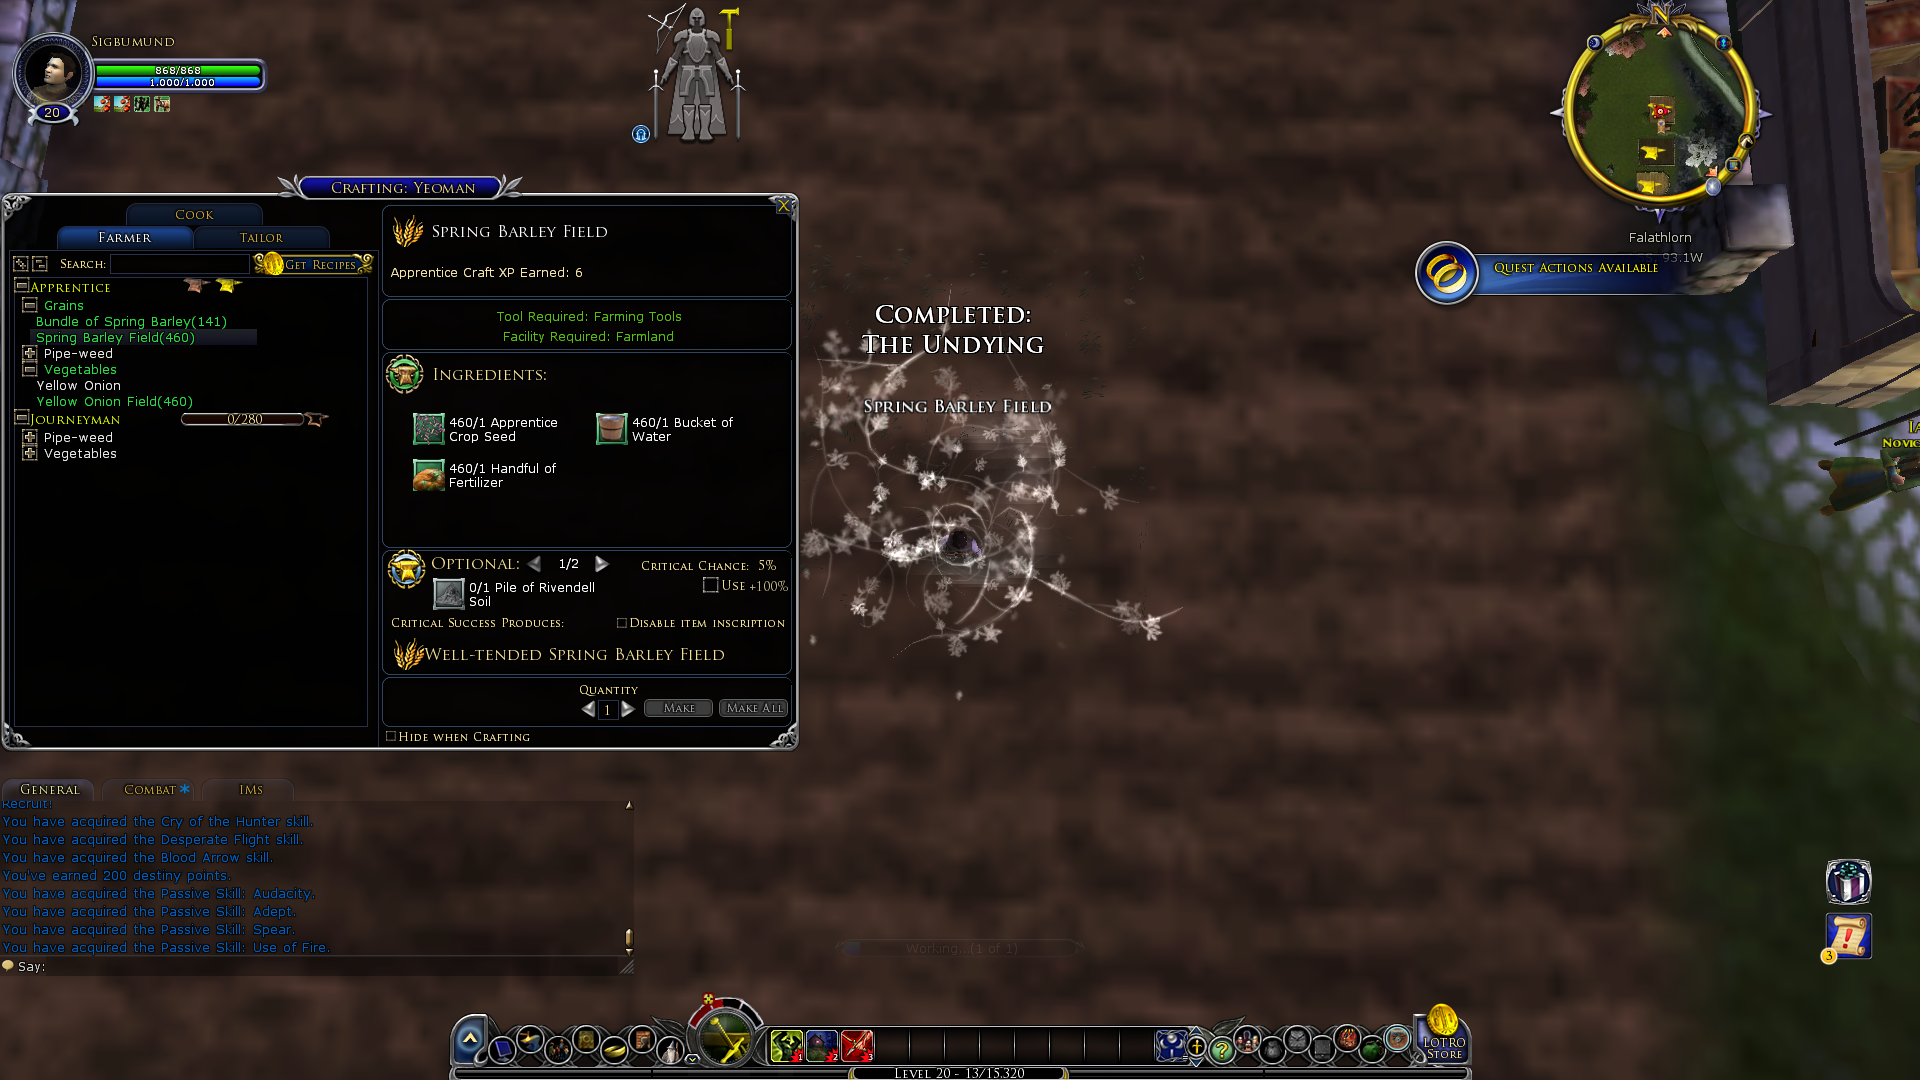 Sigbumund
868/868
1.000/1.000
20
N
Falathlorn
93.1W
Quest Actions Available
Crafting: Yeoman
X
Cook
Farmer
Tailor
Search:
Get Recipes
Apprentice
Grains
Bundle of Spring Barley(141)
Spring Barley Field(460)
Pipe-weed
Vegetables
Yellow Onion
Yellow Onion Field(460)
Journeyman
0/280
Pipe-weed
Vegetables
Spring Barley Field
Apprentice Craft XP Earned: 6
Tool Required: Farming Tools
Facility Required: Farmland
Ingredients:
460/1 Apprentice
Crop Seed
460/1 Bucket of
Water
460/1 Handful of
Fertilizer
Optional:
1/2
Critical Chance: 5%
Use +100%
0/1 Pile of Rivendell
Soil
Critical Success Produces:
Disable item inscription
Well-tended Spring Barley Field
Quantity
1
Make
Make All
Hide when Crafting
Completed:
The Undying
Spring Barley Field
General
Combat*
IMs
Recruit!
You have acquired the Cry of the Hunter skill.
You have acquired the Desperate Flight skill.
You have acquired the Blood Arrow skill.
You've earned 200 destiny points.
You have acquired the Passive Skill: Audacity.
You have acquired the Passive Skill: Adept.
You have acquired the Passive Skill: Spear.
You have acquired the Passive Skill: Use of Fire.
Say:
Working...(1 of 1)
3
1
2
3
LOTRO
Store
Level 20 - 13/15.320